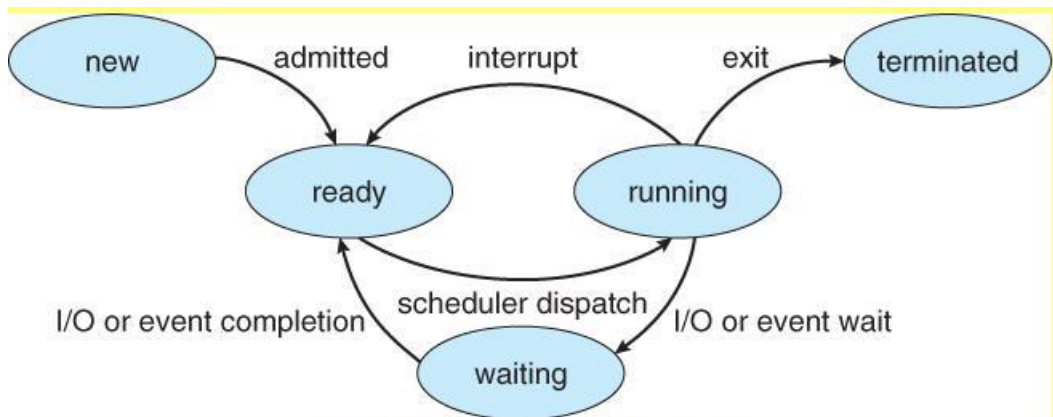 new
admitted
interrupt
exit
terminated
ready
running
scheduler dispatch
I/O or event completion
I/O or event wait
waiting